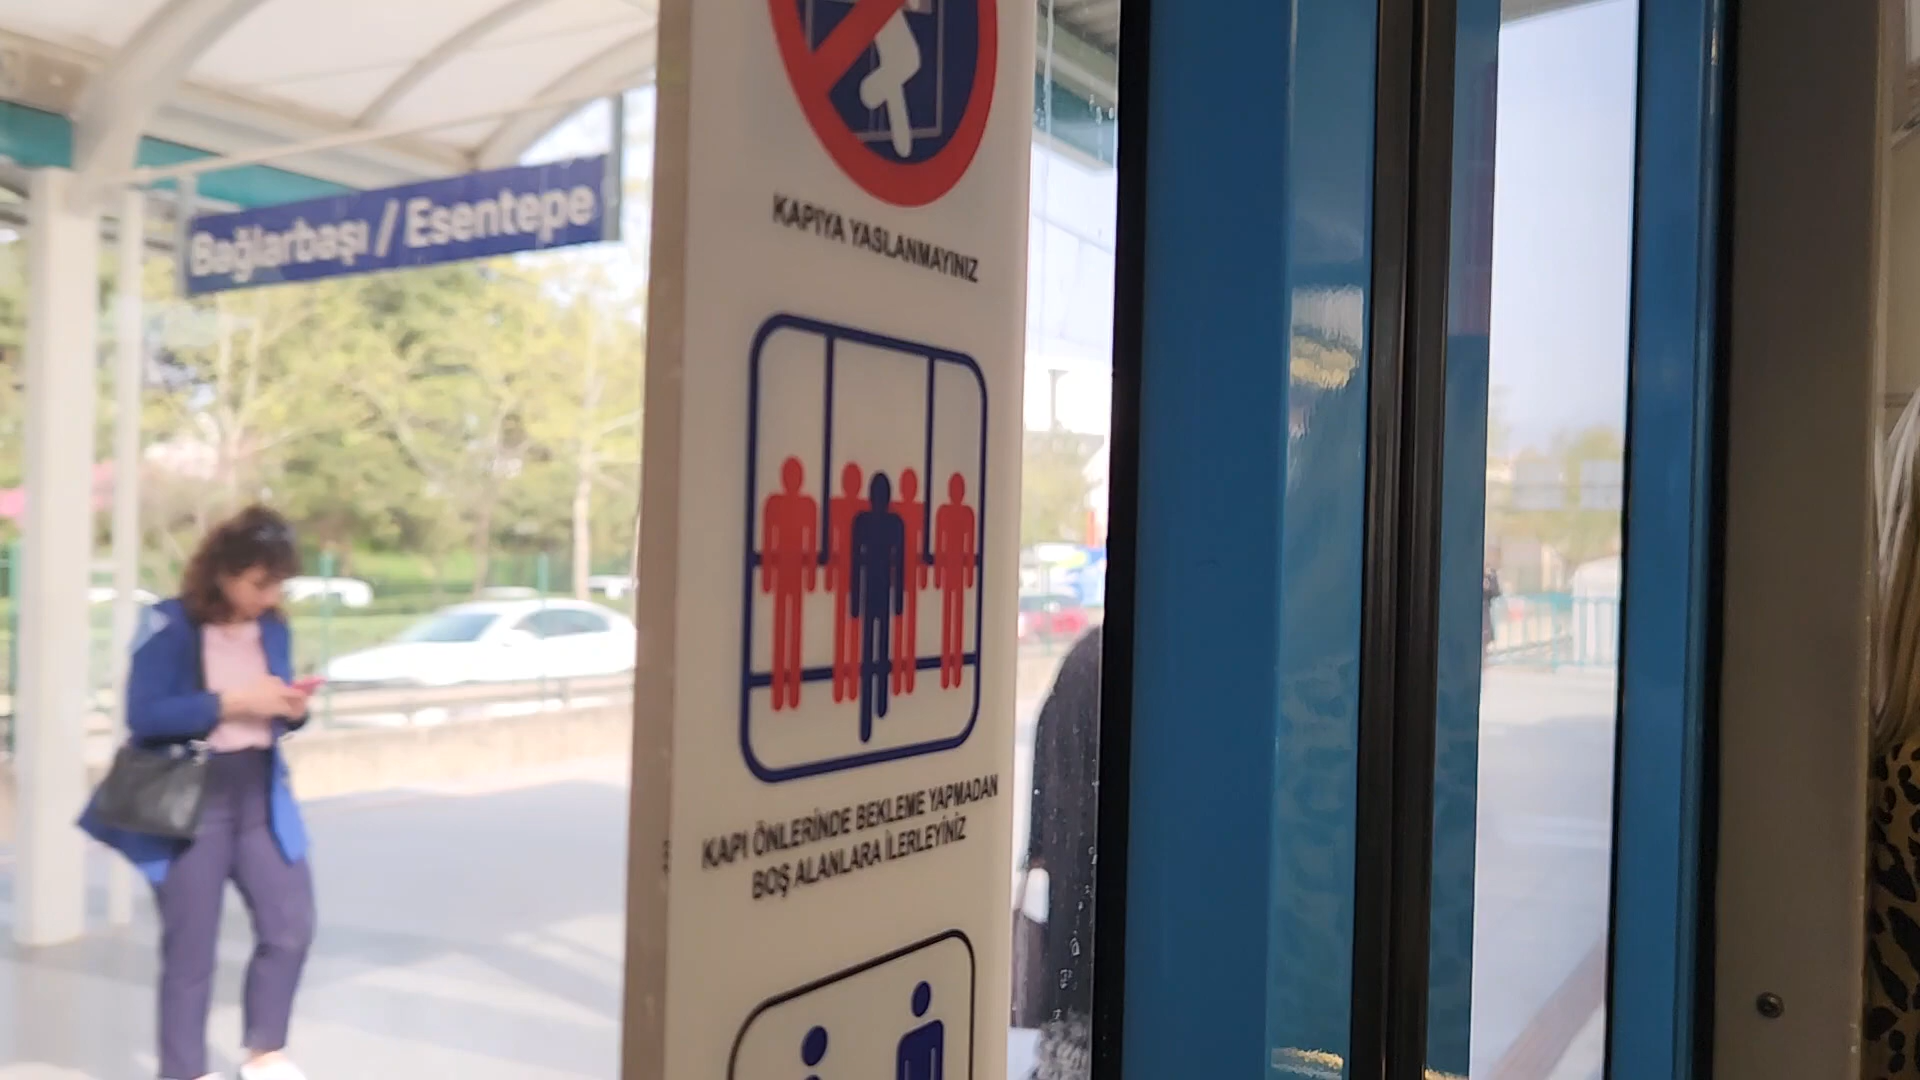 Bağlarbaşı / Esentepe
KAPIYA YASLANMAYINIZ
KAPI ÖNLERİNDE BEKLEME YAPMADAN
BOŞ ALANLARA İLERLEYİNİZ